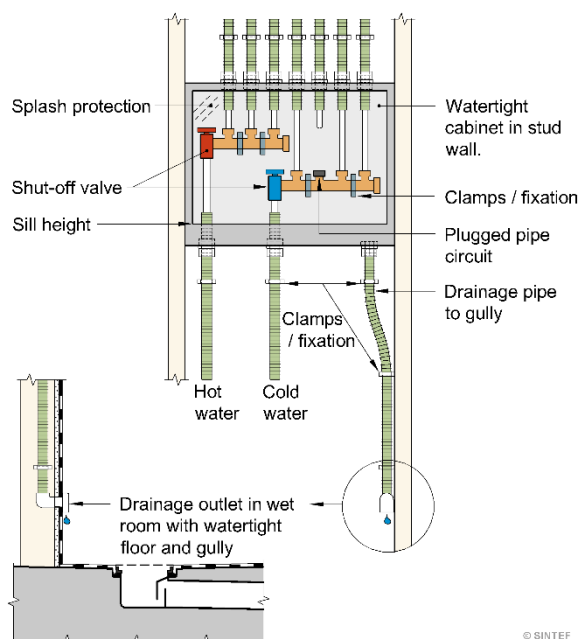 Splash protection
Shut-off valve
Sill height
Watertight
cabinet in stud
wall.
Clamps / fixation
Plugged pipe
circuit
Drainage pipe
to gully
Clamps
/ fixation
Hot
water
Cold
water
Drainage outlet in wet
room with watertight
floor and gully
© SINTEF